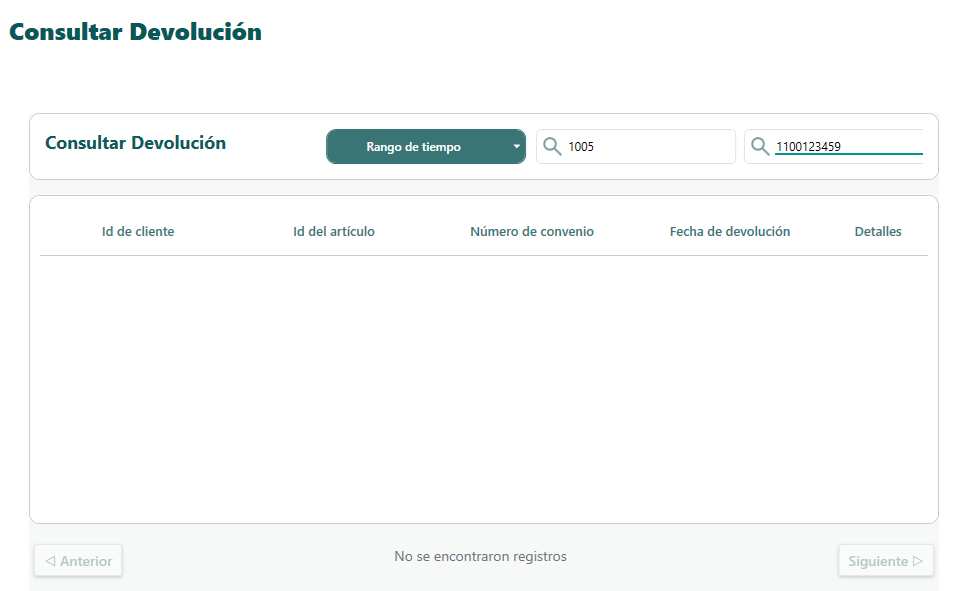 Consultar Devolución
Consultar Devolución Rango de tiempo 1005 1100123459
Id de cliente Id del artículo Número de convenio Fecha de devolución Detalles
Anterior No se encontraron registros Siguiente